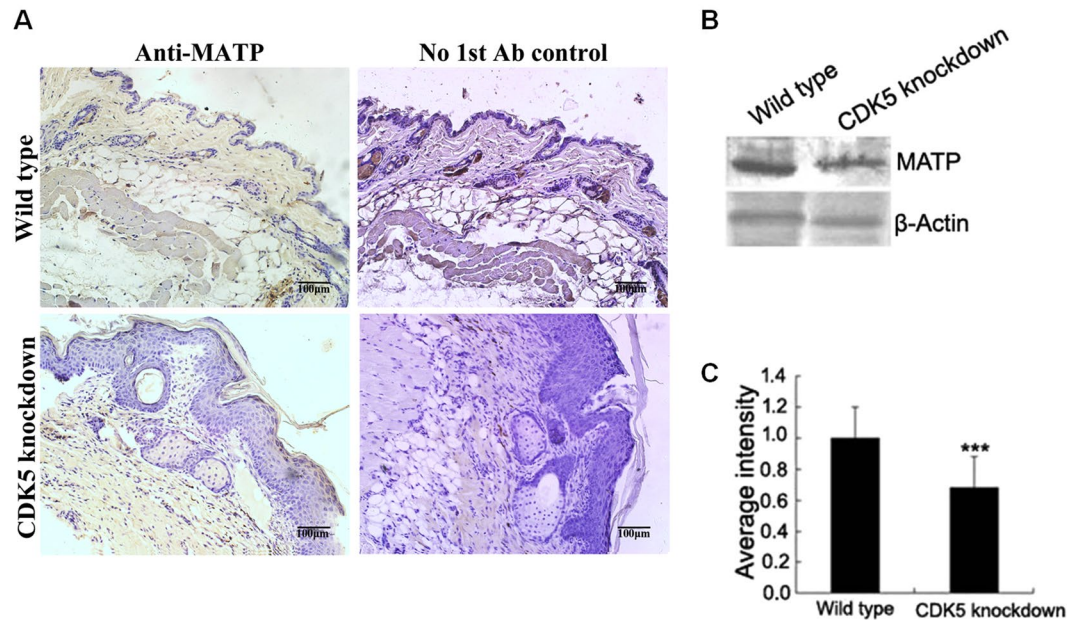 A
Anti-MATP
No 1st Ab control
Wild type
CDK5 knockdown
100μm
100μm
100μm
100μm
B
Wild type
CDK5 knockdown
MATP
β-Actin
C
Average intensity
1.4
1.2
1.0
0.8
0.6
0.4
0.2
0.0
***
Wild type
CDK5 knockdown